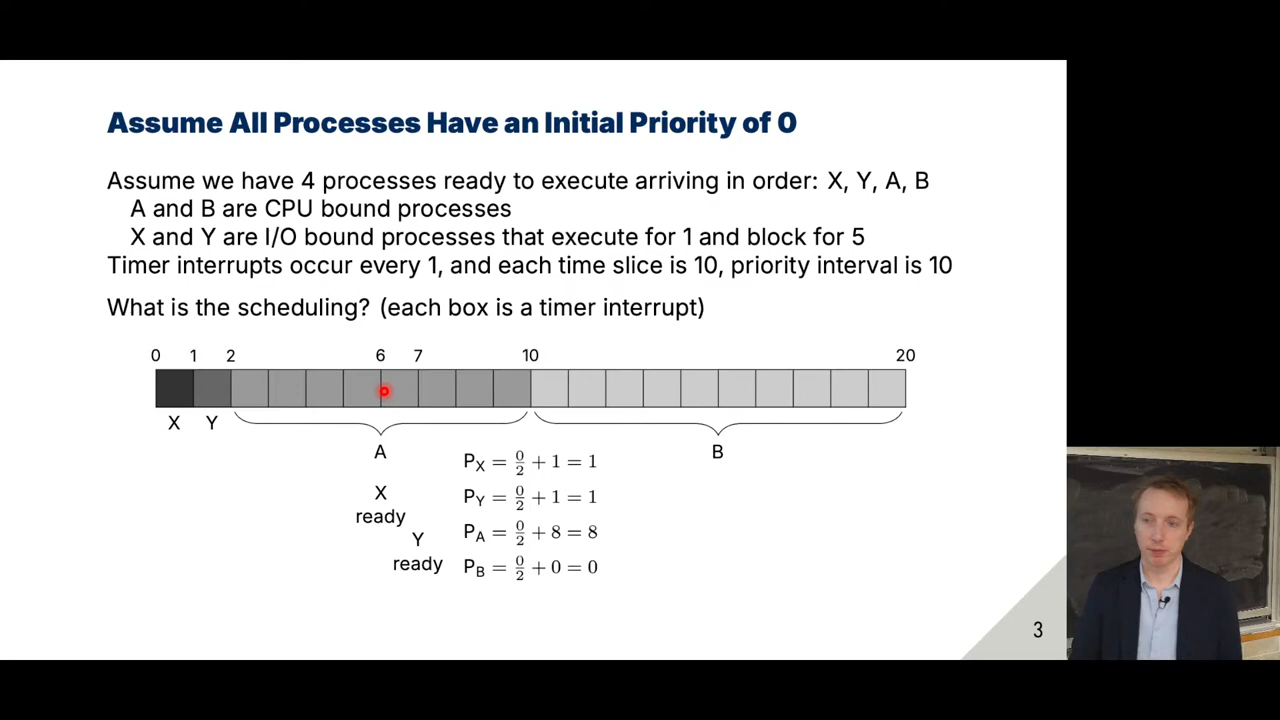 Assume All Processes Have an Initial Priority of 0
Assume we have 4 processes ready to execute arriving in order: X, Y, A, B
A and B are CPU bound processes
X and Y are I/O bound processes that execute for 1 and block for 5
Timer interrupts occur every 1, and each time slice is 10, priority interval is 10
What is the scheduling? (each box is a timer interrupt)
0 1 2 6 7 10 20
X Y
A B
P_X = 0/2 + 1 = 1
X
ready
P_Y = 0/2 + 1 = 1
Y
ready
P_A = 0/2 + 8 = 8
P_B = 0/2 + 0 = 0
3